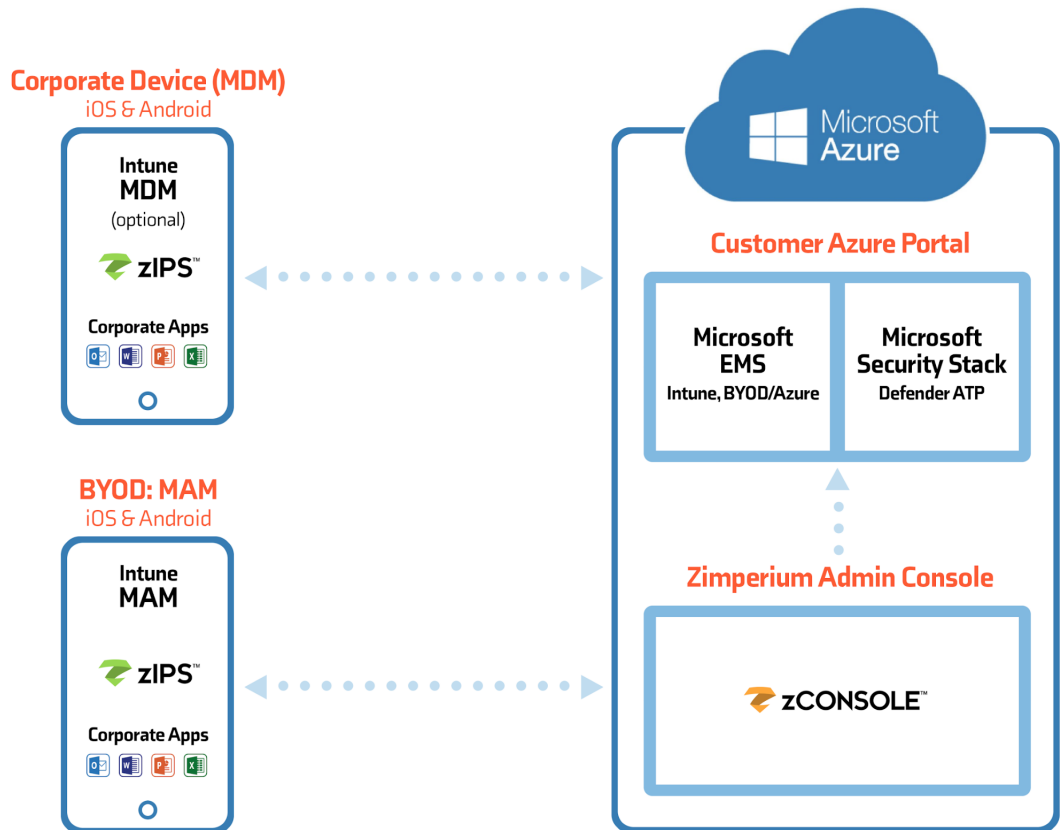 Corporate Device (MDM)
iOS & Android
Intune
MDM
(optional)
zIPS™
Corporate Apps
BYOD: MAM
iOS & Android
Intune
MAM
zIPS™
Corporate Apps
Microsoft
Azure
Customer Azure Portal
Microsoft
EMS
Intune, BYOD/Azure
Microsoft
Security Stack
Defender ATP
Zimperium Admin Console
zCONSOLE™